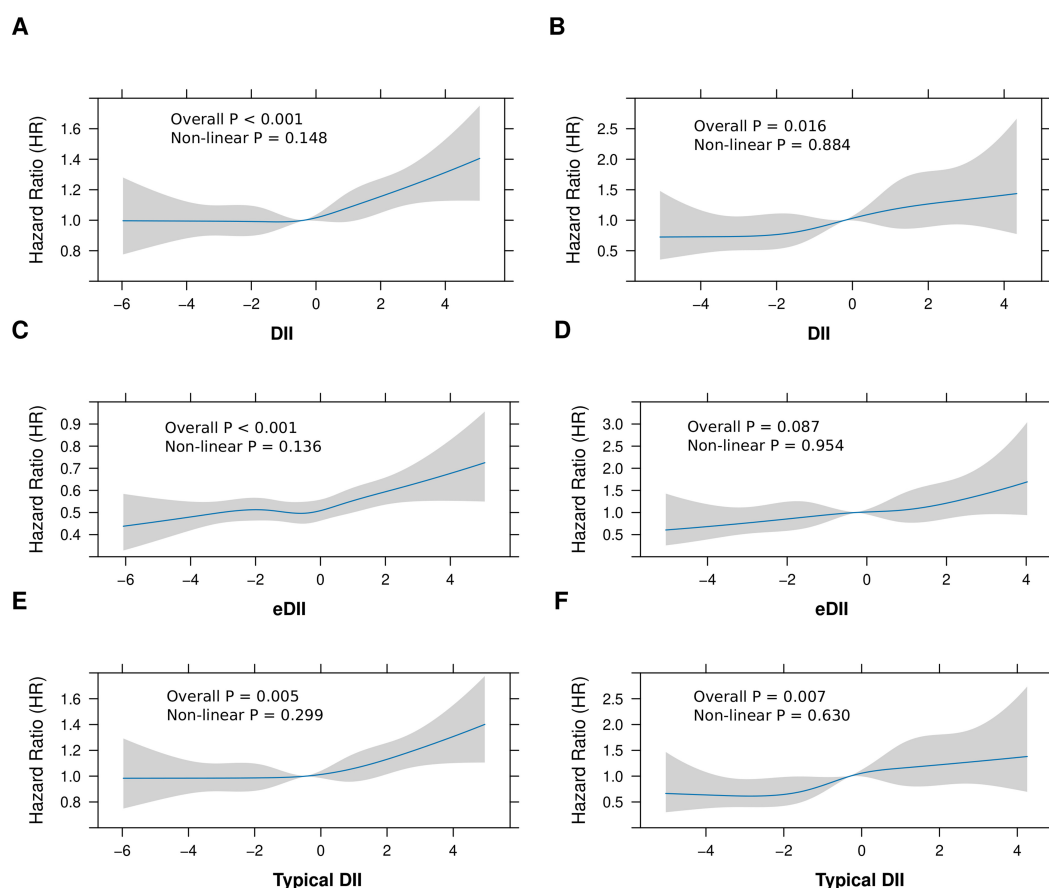 A
Hazard Ratio (HR)
1.6
1.4
1.2
1.0
0.8
Overall P < 0.001
Non-linear P = 0.148
−6 −4 −2 0 2 4
DII
B
Hazard Ratio (HR)
2.5
2.0
1.5
1.0
0.5
Overall P = 0.016
Non-linear P = 0.884
−4 −2 0 2 4
DII
C
Hazard Ratio (HR)
0.9
0.7
0.6
0.5
0.4
Overall P < 0.001
Non-linear P = 0.136
−6 −4 −2 0 2 4
eDII
D
Hazard Ratio (HR)
3.0
2.5
2.0
1.5
1.0
0.5
Overall P = 0.087
Non-linear P = 0.954
−4 −2 0 2 4
eDII
E
Hazard Ratio (HR)
1.6
1.4
1.2
1.0
0.8
Overall P = 0.005
Non-linear P = 0.299
−6 −4 −2 0 2 4
Typical DII
F
Hazard Ratio (HR)
2.5
2.0
1.5
1.0
0.5
Overall P = 0.007
Non-linear P = 0.630
−4 −2 0 2 4
Typical DII